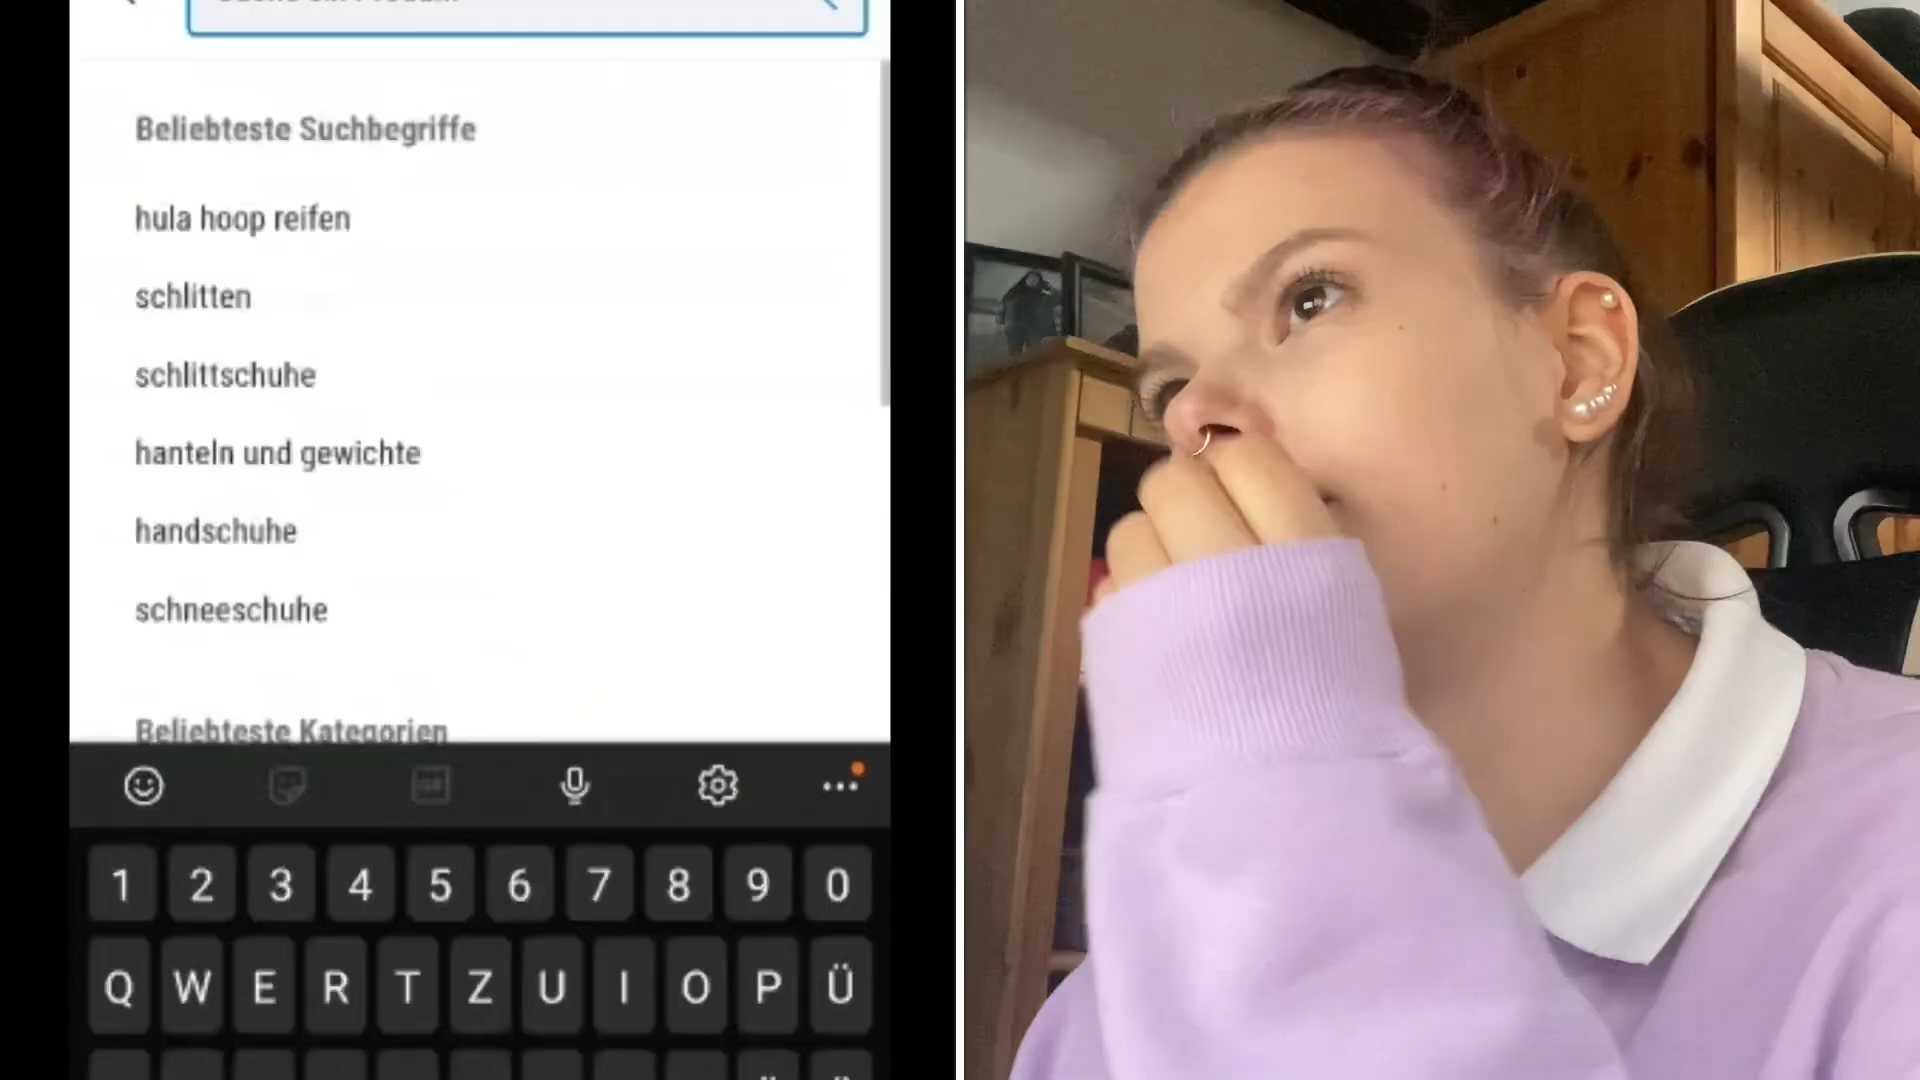 Beliebteste Suchbegriffe
hula hoop reifen
schlitten
schlittschuhe
hanteln und gewichte
handschuhe
schneeschuhe
Beliebteste Kategorien
1 2 3 4 5 6 7 8 9 0
Q W E R T Z U I O P Ü